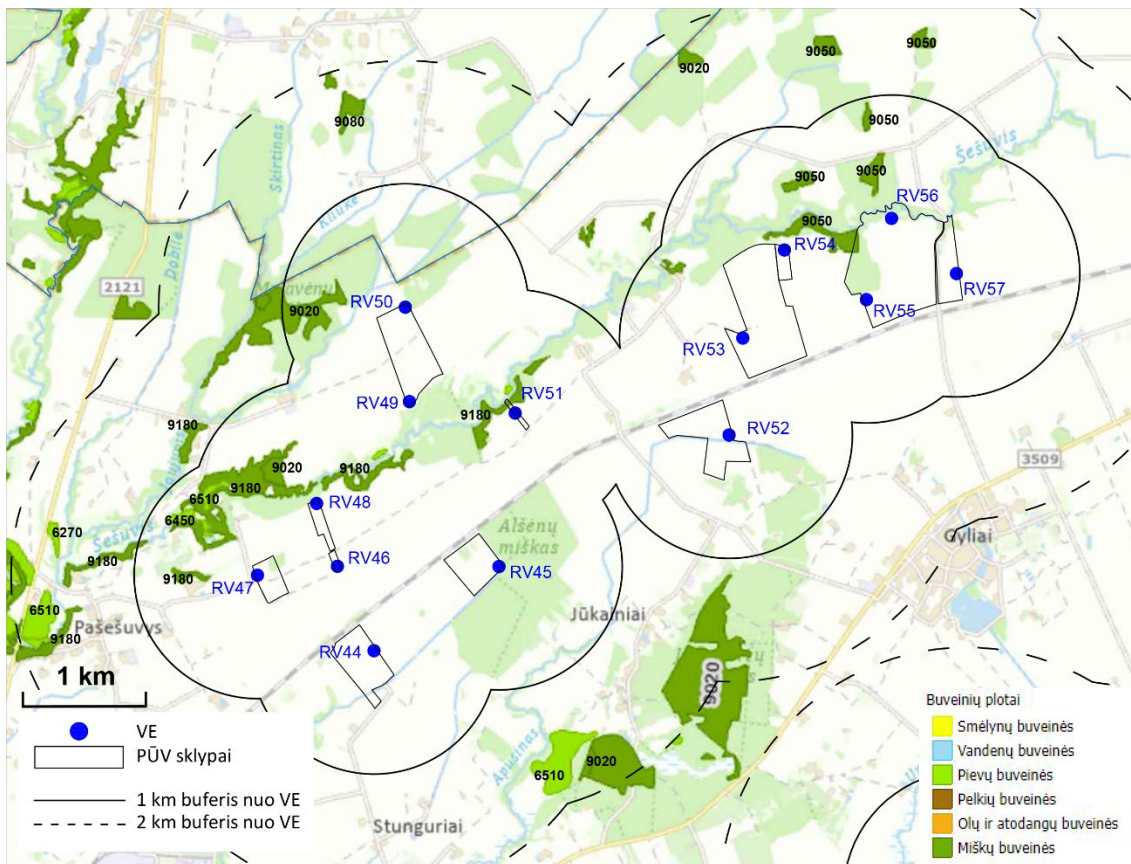 9050
9050
9020
9080
9050
Šešuvis
Skirtinas
9050
9050
RV56
Kliukė
9050
RV54
Dobilė
2121
RV57
RV50
9020
RV55
RV53
RV51
RV49
9180
9180
RV52
3509
9020
9180
9180
6510
RV48
6450
Šešuvis
Alšėnų
miškas
6270
Gyliai
9180
9180
RV46
RV45
RV47
6510
Jūkainiai
Pašešuvys
9180
RV44
9020
1 km
Buveinių plotai
VE
Smėlynų buveinės
PŪV sklypai
Vandenų buveinės
Apusinas
9020
6510
Pievų buveinės
1 km buferis nuo VE
Pelkių buveinės
2 km buferis nuo VE
Olų ir atodangų buveinės
Stunguriai
Miškų buveinės